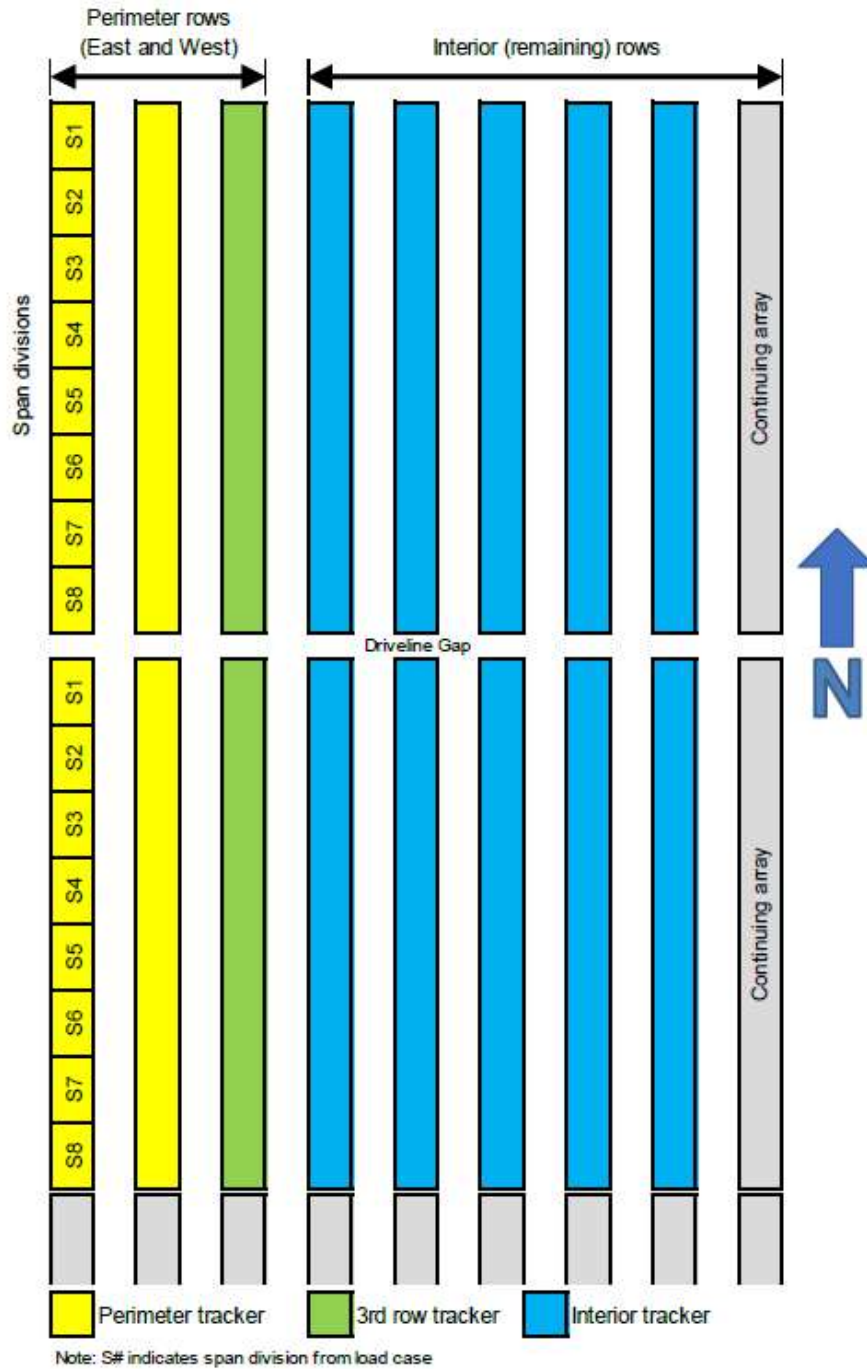 Perimeter rows
(East and West)
Interior (remaining) rows
Span divisions
S1
S2
S3
S4
S5
S6
S7
S8
Continuing array
N
Driveline Gap
S1
S2
S3
S4
S5
S6
S7
S8
Continuing array
Perimeter tracker
3rd row tracker
Interior tracker
Note: S# indicates span division from load case